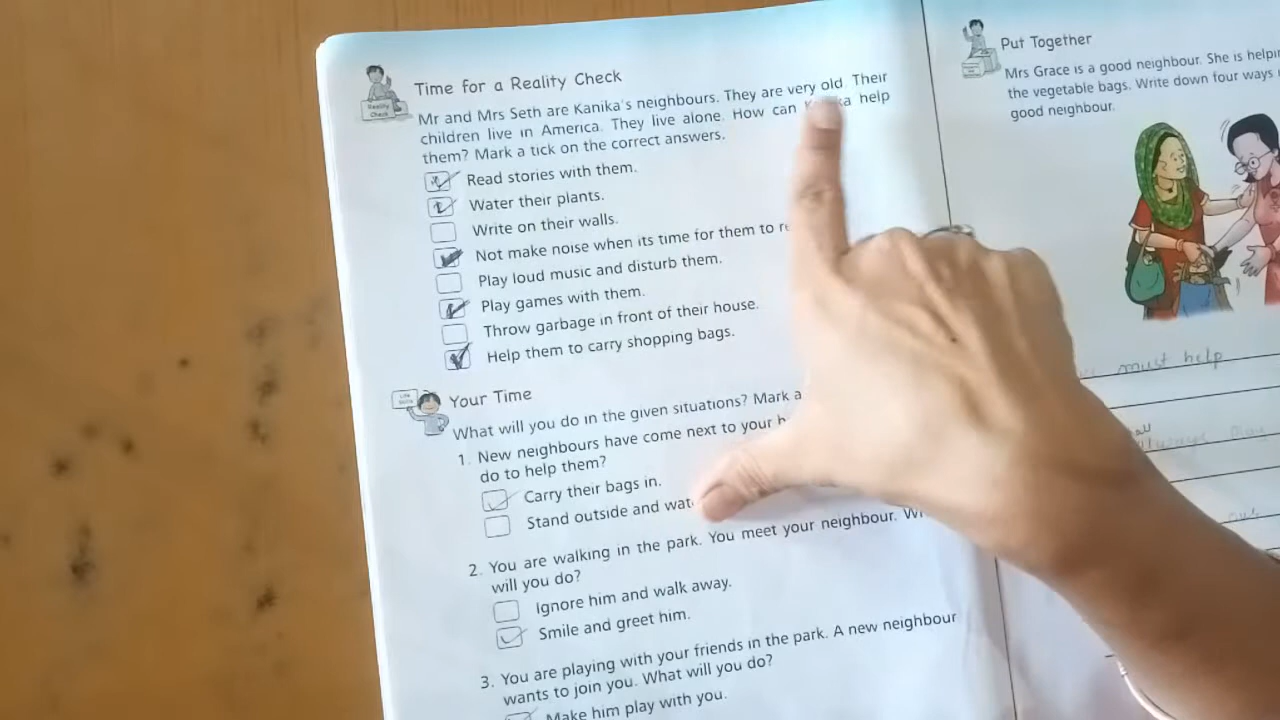 Reality Check
Time for a Reality Check
Mr and Mrs Seth are Kanika's neighbours. They are very old. Their
children live in America. They live alone. How can help
them? Mark a tick on the correct answers.
Read stories with them.
Water their plants.
Write on their walls.
Not make noise when its time for them to
Play loud music and disturb them.
Play games with them.
Throw garbage in front of their house.
Help them to carry shopping bags.
Life Skills
Your Time
What will you do in the given situations? Mark a
1. New neighbours have come next to your
do to help them?
Carry their bags in.
Stand outside and
2. You are walking in the park. You meet your neighbour.
will you do?
Ignore him and walk away.
Smile and greet him.
3. You are playing with your friends in the park. A new neighbour
wants to join you. What will you do?
Make him play with you.
Put Together
Mrs Grace is a good neighbour. She is
the vegetable bags. Write down four ways
good neighbour.
must help